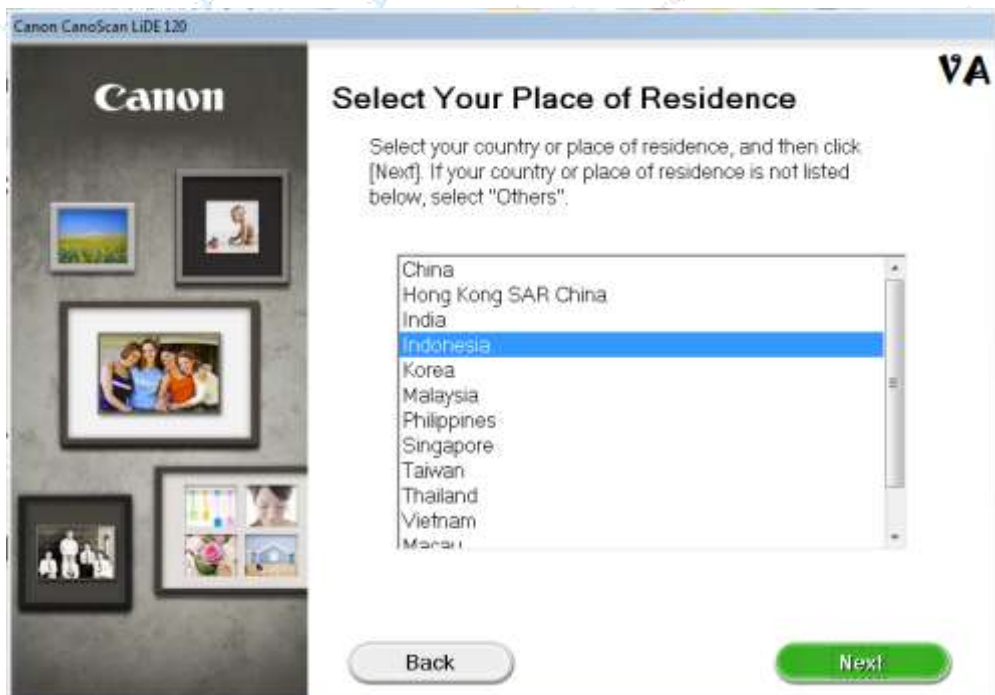 Canon CanoScan LiDE 120
VA
Canon
Select Your Place of Residence
Select your country or place of residence, and then click
[Next]. If your country or place of residence is not listed
below, select "Others".
China
Hong Kong SAR China
India
Indonesia
Korea
Malaysia
Philippines
Singapore
Taiwan
Thailand
Vietnam
Macau
Back
Next